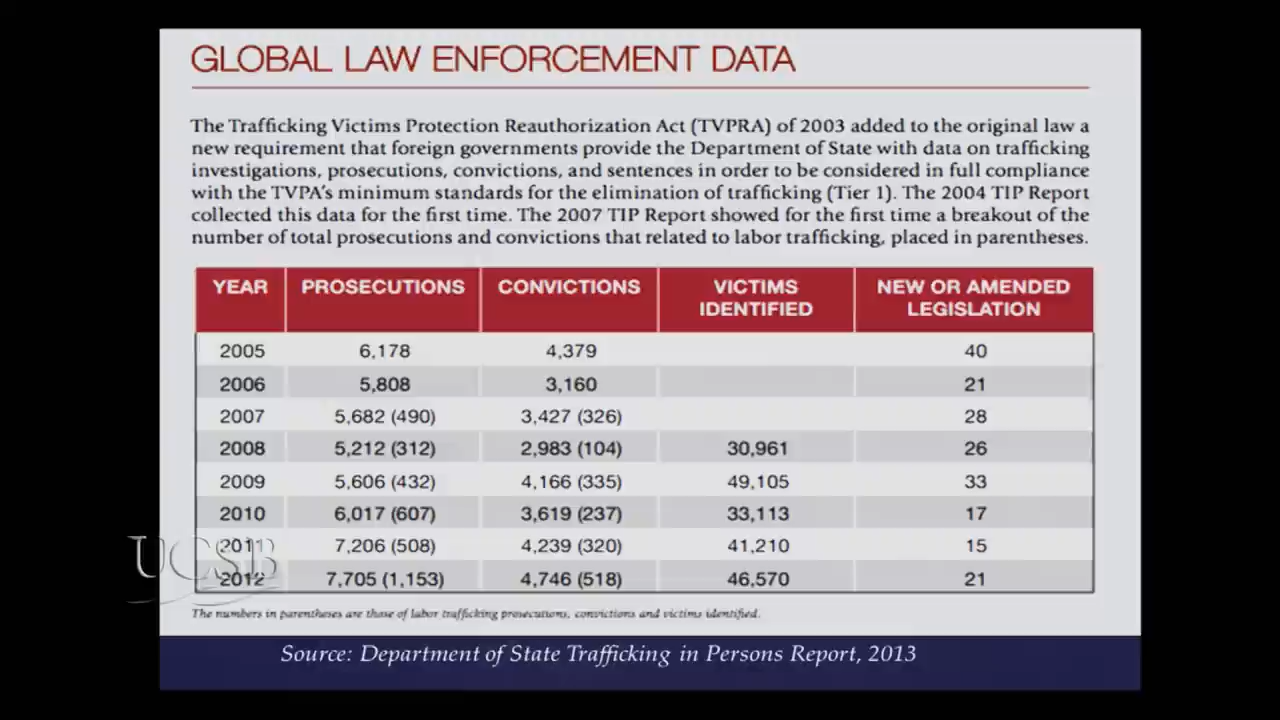 GLOBAL LAW ENFORCEMENT DATA
The Trafficking Victims Protection Reauthorization Act (TVPRA) of 2003 added to the original law a
new requirement that foreign governments provide the Department of State with data on trafficking
investigations, prosecutions, convictions, and sentences in order to be considered in full compliance
with the TVPA's minimum standards for the elimination of trafficking (Tier 1). The 2004 TIP Report
collected this data for the first time. The 2007 TIP Report showed for the first time a breakout of the
number of total prosecutions and convictions that related to labor trafficking, placed in parentheses.
YEAR PROSECUTIONS CONVICTIONS VICTIMS IDENTIFIED NEW OR AMENDED LEGISLATION
2005 6,178 4,379 40
2006 5,808 3,160 21
2007 5,682 (490) 3,427 (326) 28
2008 5,212 (312) 2,983 (104) 30,961 26
2009 5,606 (432) 4,166 (335) 49,105 33
2010 6,017 (607) 3,619 (237) 33,113 17
2011 7,206 (508) 4,239 (320) 41,210 15
2012 7,705 (1,153) 4,746 (518) 46,570 21
UCSB
The numbers in parentheses are those of labor trafficking prosecutions, convictions and victims identified.
Source: Department of State Trafficking in Persons Report, 2013